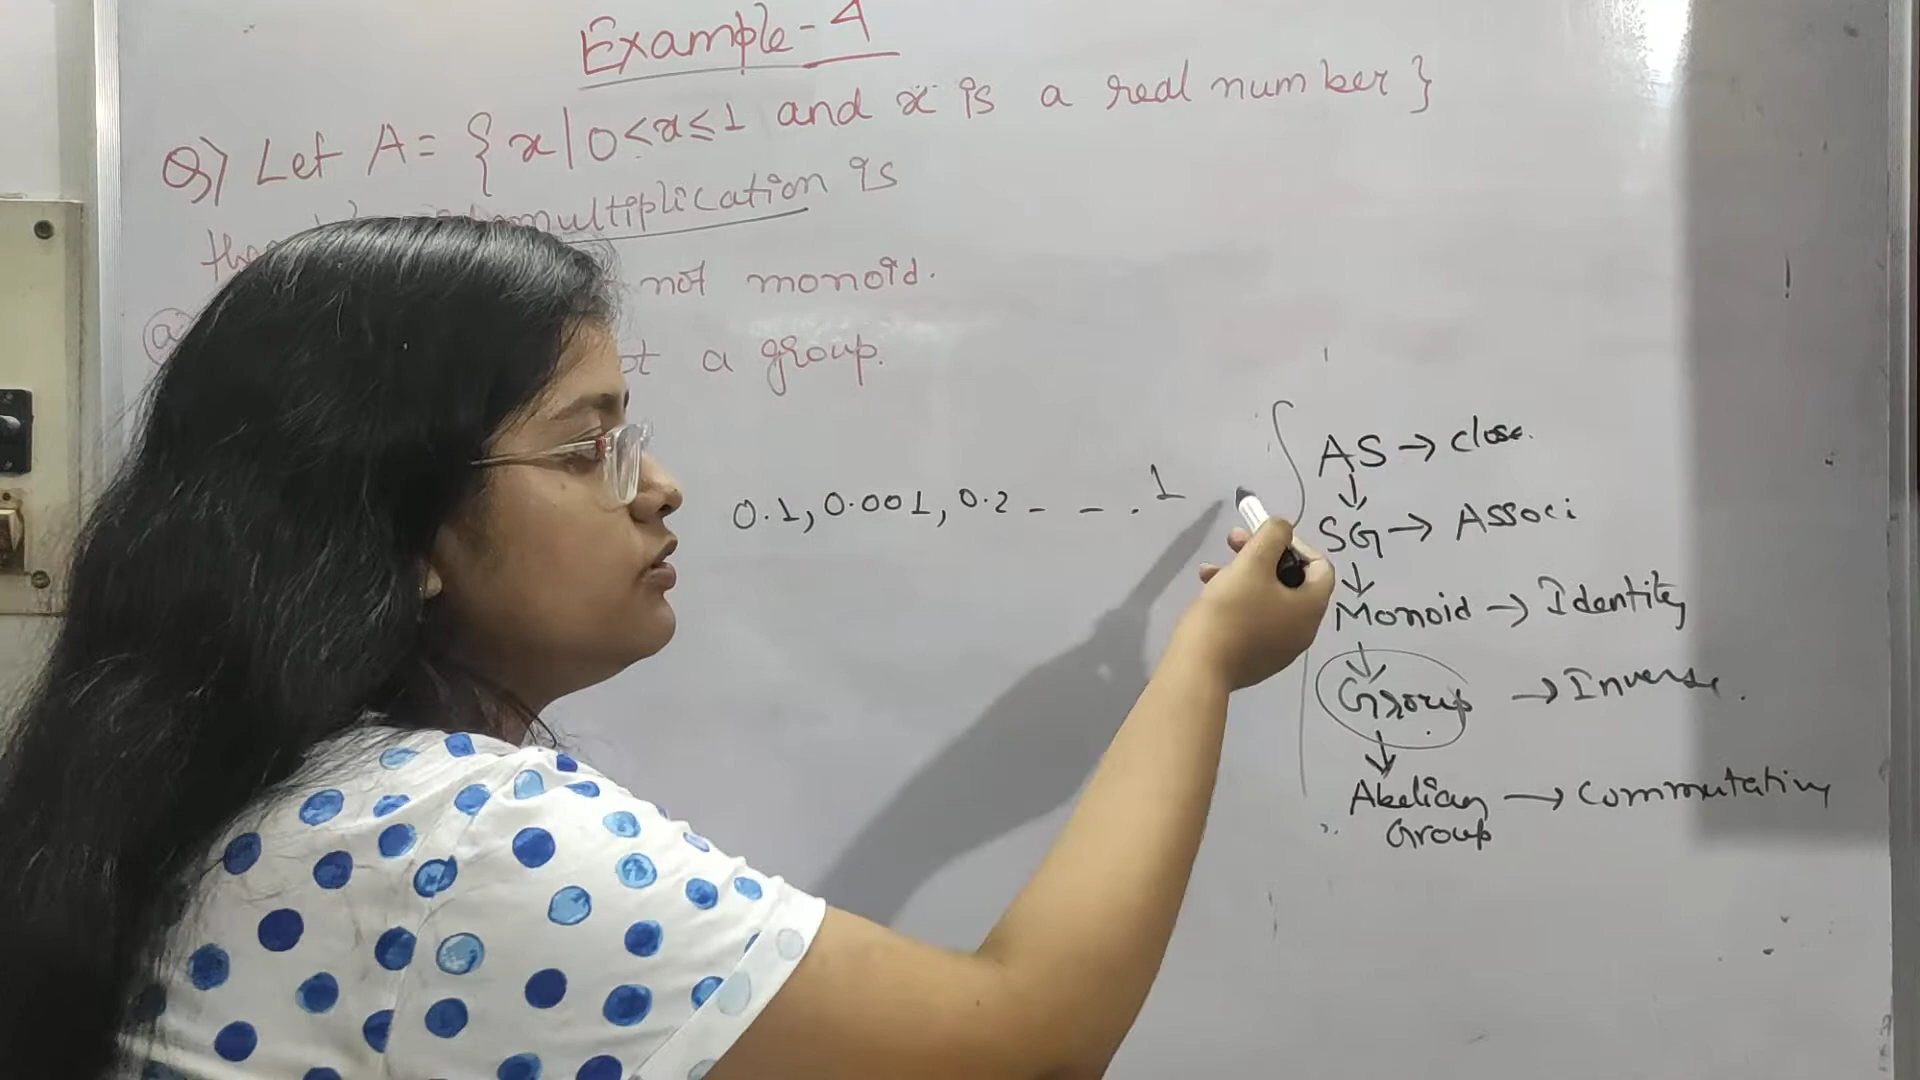 Example-4
Q) Let A = {x | 0<x≤1 and x is a real number}
multiplication is
not monoid.
a group.
0.1, 0.001, 0.2 - - . 1
AS → close.
↓
SG → Associ
↓
Monoid → Identity
↓
Group → Inverse.
↓
Abelian → Commutative
Group